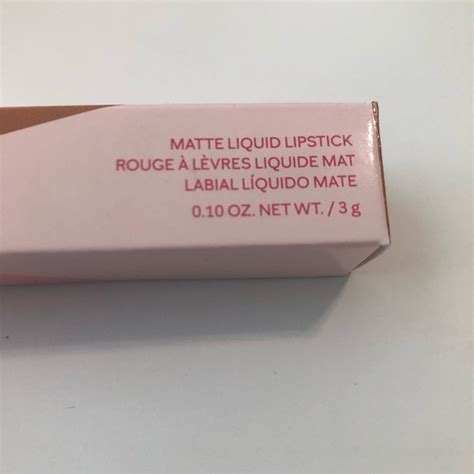 MATTE LIQUID LIPSTICK
ROUGE À LÈVRES LIQUIDE MAT
LABIAL LÍQUIDO MATE
0.10 OZ. NET WT. / 3 g